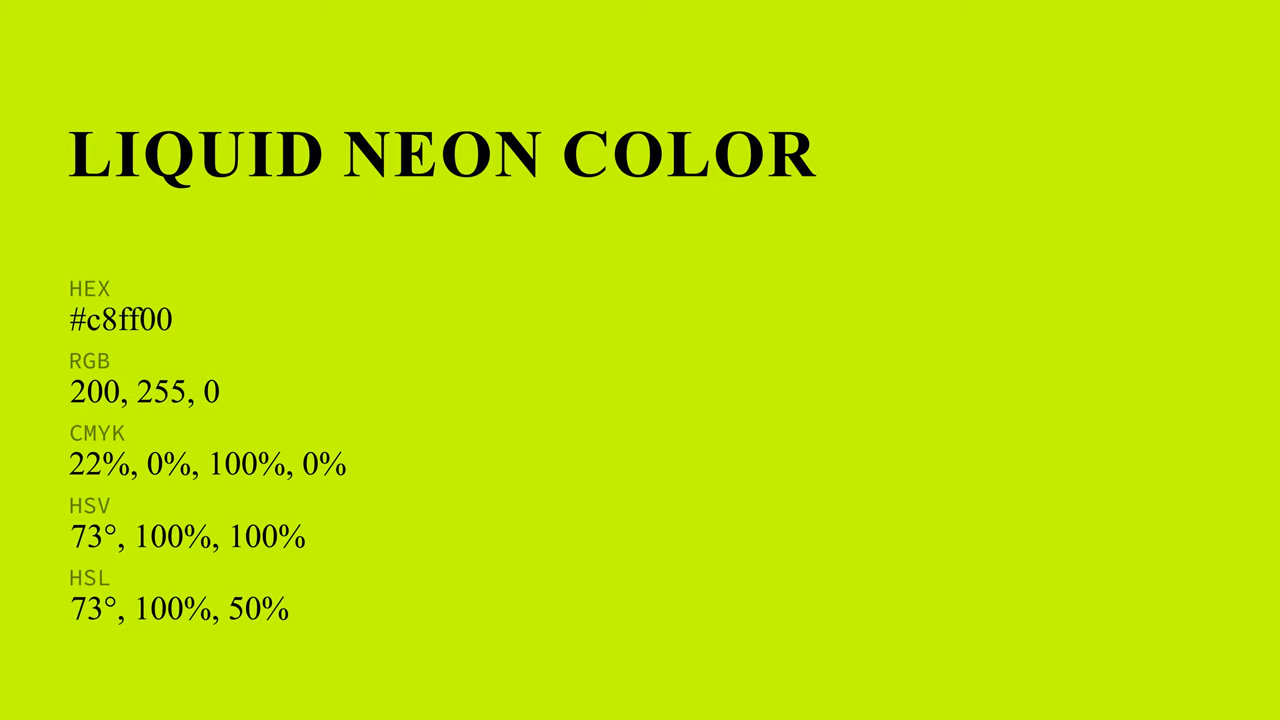 LIQUID NEON COLOR
HEX
#c8ff00
RGB
200, 255, 0
CMYK
22%, 0%, 100%, 0%
HSV
73°, 100%, 100%
HSL
73°, 100%, 50%